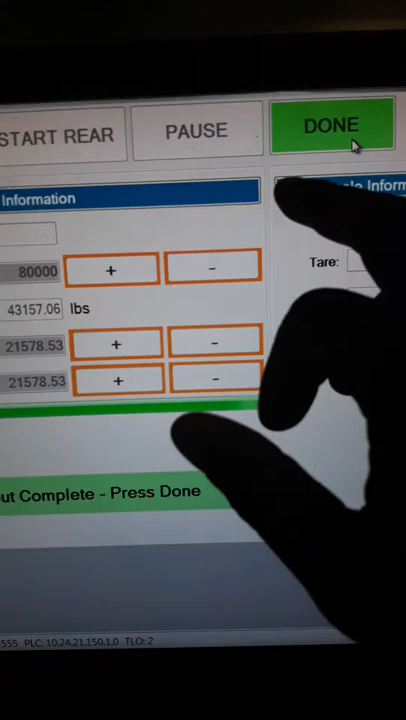 START REAR
PAUSE
DONE
Information
80000 + -
43157.06 lbs
Tare:
21578.53 + -
21578.53 + -
Complete - Press Done
555 PLC: 10.24.21,150,1,0 TLO: 2